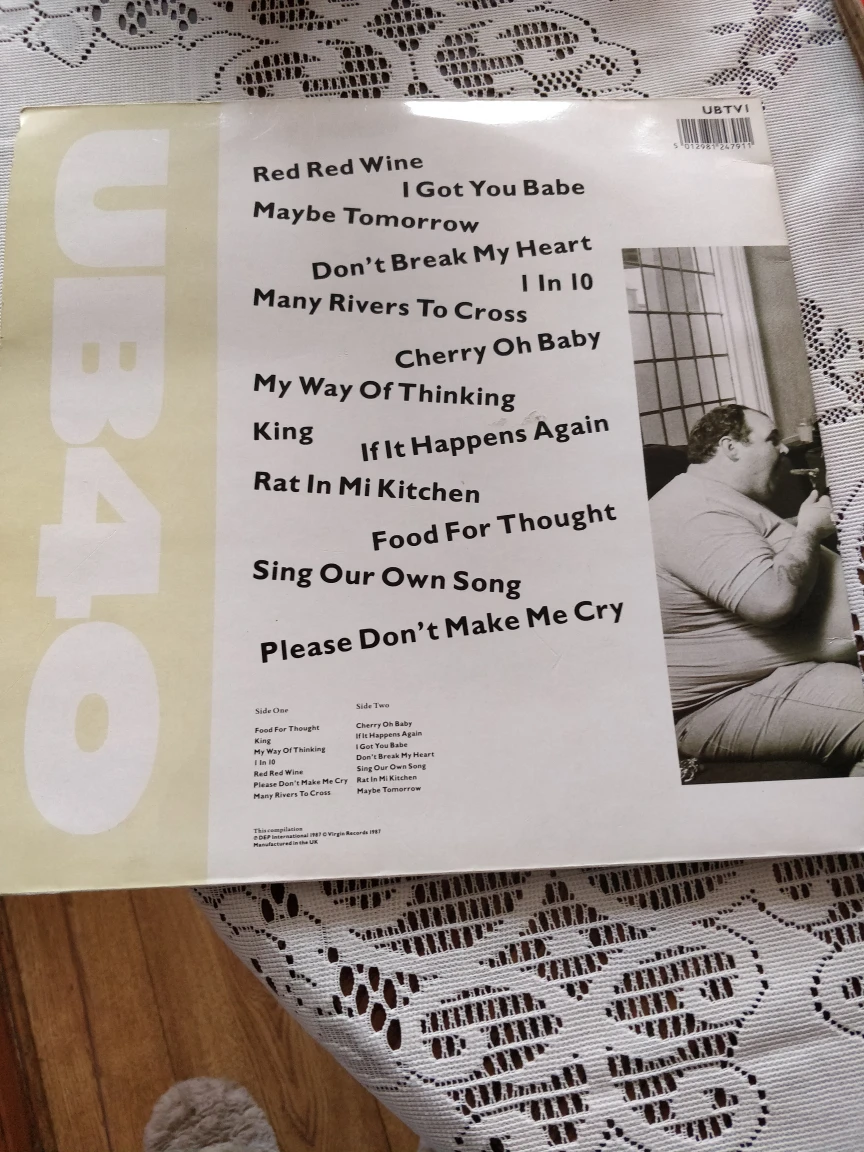 UB40
UBTV1
5 012981 247911
Red Red Wine
I Got You Babe
Maybe Tomorrow
Don't Break My Heart
1 In 10
Many Rivers To Cross
Cherry Oh Baby
My Way Of Thinking
King
If It Happens Again
Rat In Mi Kitchen
Food For Thought
Sing Our Own Song
Please Don't Make Me Cry
Side One
Food For Thought
King
My Way Of Thinking
1 In 10
Red Red Wine
Please Don't Make Me Cry
Many Rivers To Cross
Side Two
Cherry Oh Baby
If It Happens Again
I Got You Babe
Don't Break My Heart
Sing Our Own Song
Rat In Mi Kitchen
Maybe Tomorrow
This compilation
℗ DEP International 1987 © Virgin Records 1987
Manufactured in the UK